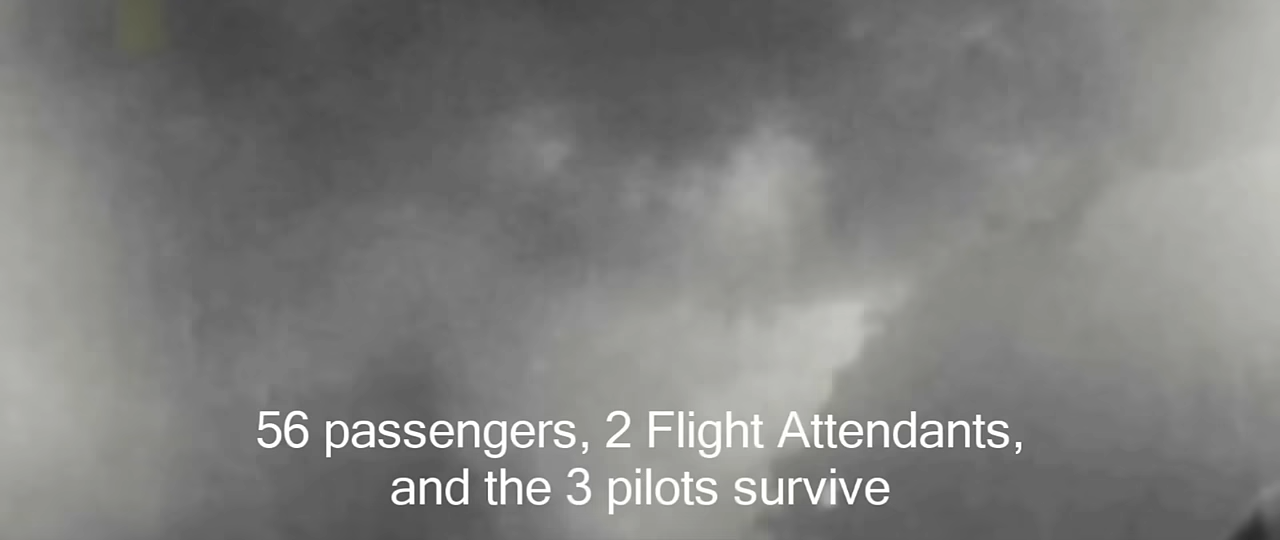 56 passengers, 2 Flight Attendants,
and the 3 pilots survive